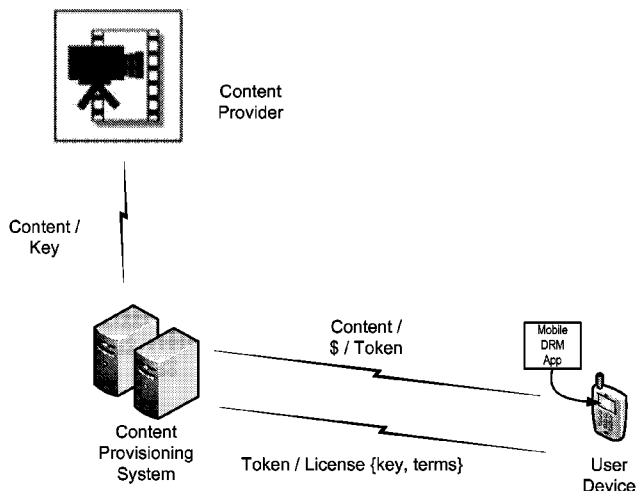 Content
Provider
Content /
Key
Content /
$ / Token
Mobile
DRM
App
Content
Provisioning
System
Token / License {key, terms}
User
Device